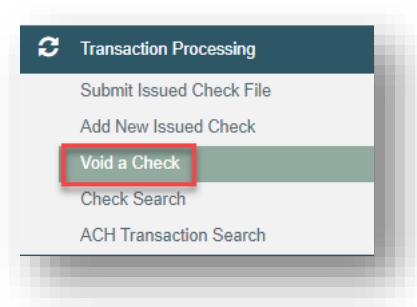 Transaction Processing
Submit Issued Check File
Add New Issued Check
Void a Check
Check Search
ACH Transaction Search